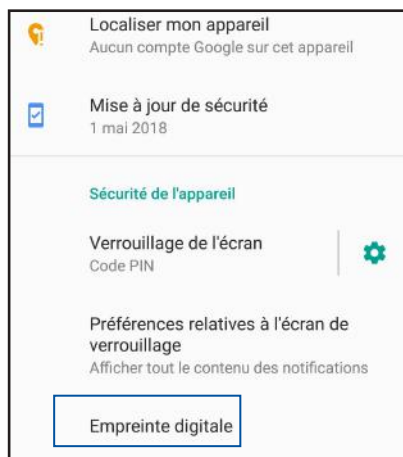 Localiser mon appareil
Aucun compte Google sur cet appareil
Mise à jour de sécurité
1 mai 2018
Sécurité de l'appareil
Verrouillage de l'écran
Code PIN
Préférences relatives à l'écran de
verrouillage
Afficher tout le contenu des notifications
Empreinte digitale